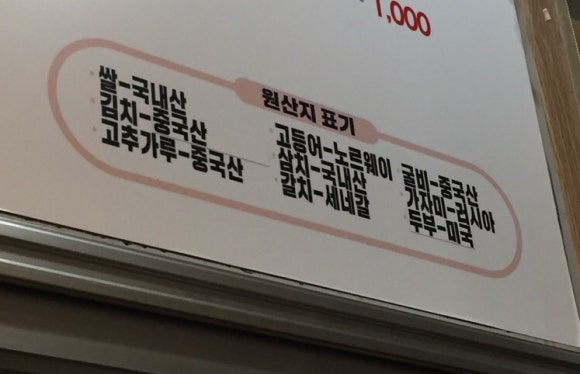 1,000
원산지 표기
쌀-국내산
김치-중국산
고추가루-중국산
고등어-노르웨이
삼치-국내산
갈치-세네갈
굴비-중국산
가자미-러시아
두부-미국